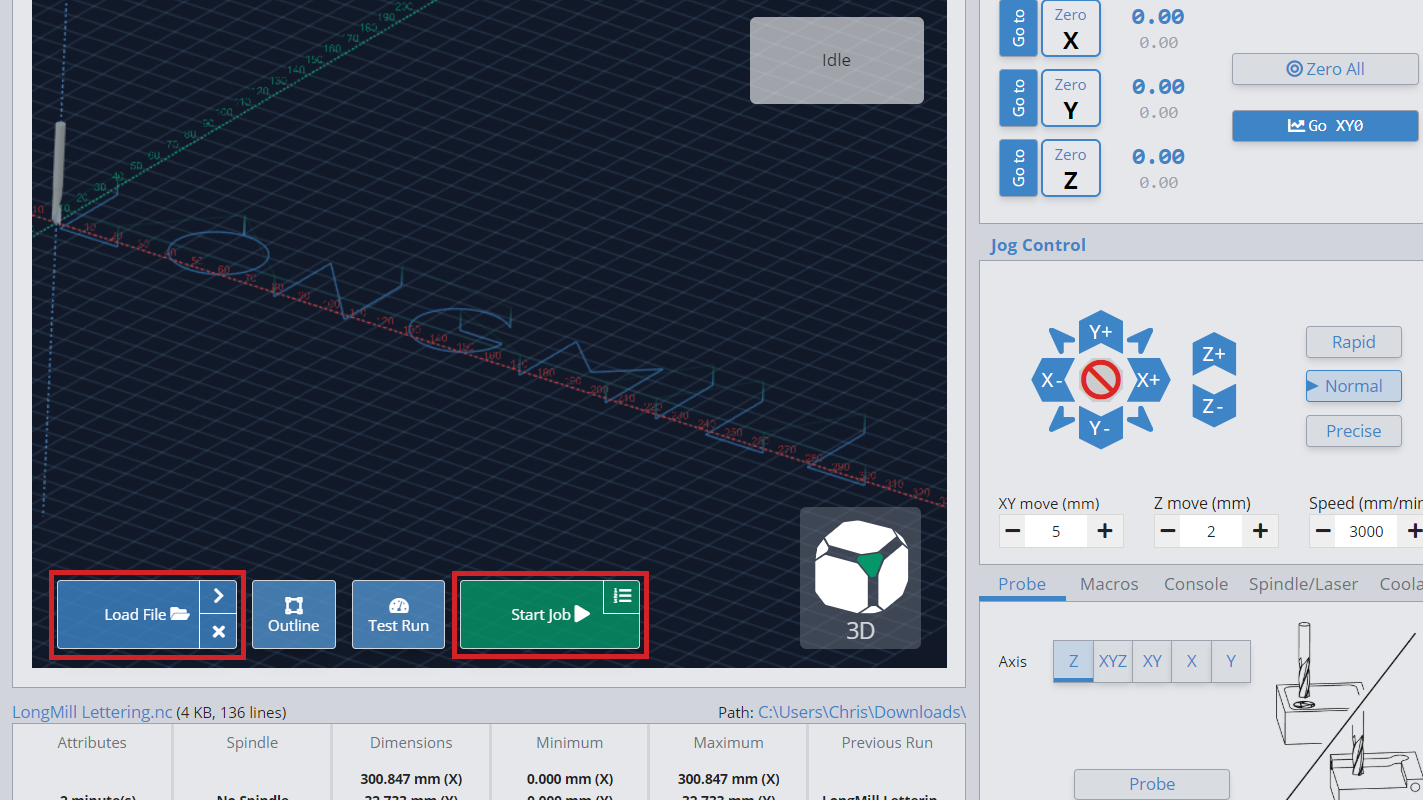 Idle
Load File
Outline
Test Run
Start Job
3D
LongMill Lettering.nc (4 KB, 136 lines)
Path: C:\Users\Chris\Downloads\
Attributes
Spindle
Dimensions
Minimum
Maximum
Previous Run
300.847 mm (X)
0.000 mm (X)
300.847 mm (X)
Go to
Zero
X
0.00
0.00
Go to
Zero
Y
0.00
0.00
Go to
Zero
Z
0.00
0.00
Zero All
Go XY0
Jog Control
Y+
X-
X+
Y-
Z+
Z-
Rapid
Normal
Precise
XY move (mm)
Z move (mm)
Speed (mm/min
5
2
3000
Probe
Macros
Console
Spindle/Laser
Coola
Axis
Z
XYZ
XY
X
Y
Probe